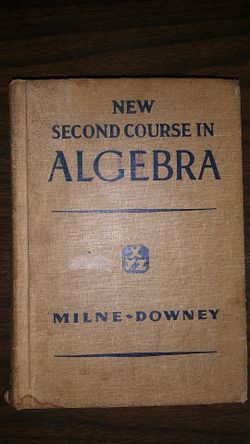 NEW
SECOND COURSE IN
ALGEBRA
MILNE-DOWNEY